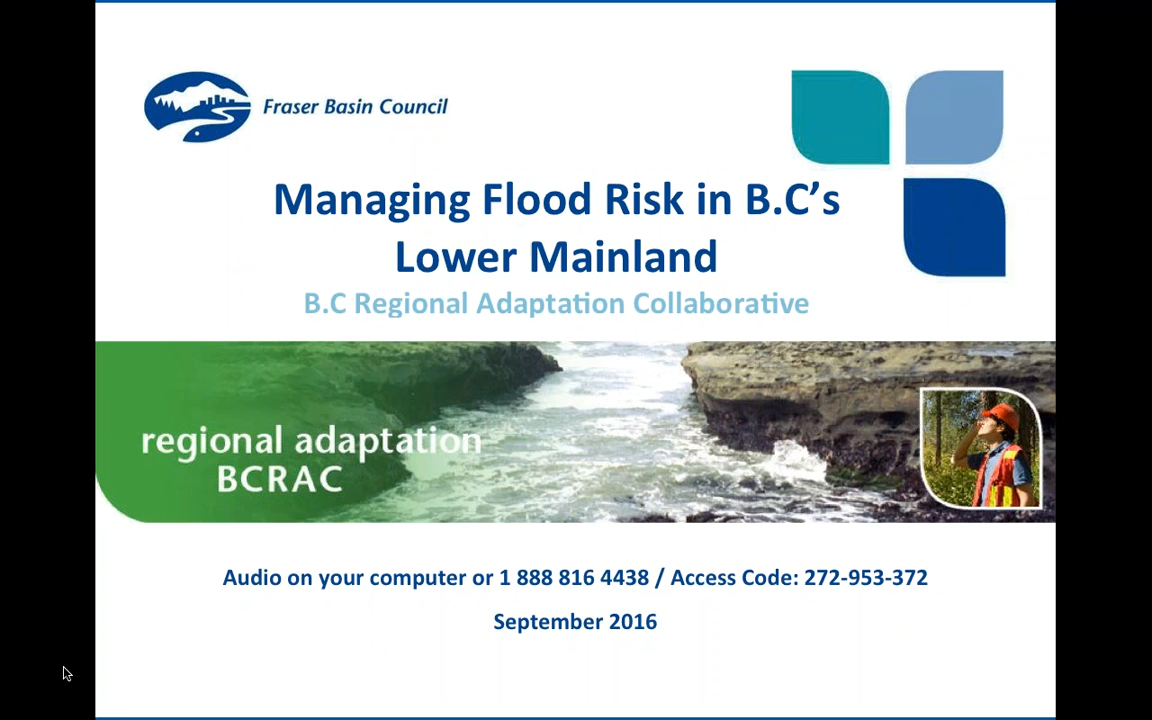 Fraser Basin Council
Managing Flood Risk in B.C's
Lower Mainland
B.C Regional Adaptation Collaborative
regional adaptation
BCRAC
Audio on your computer or 1 888 816 4438 / Access Code: 272-953-372
September 2016